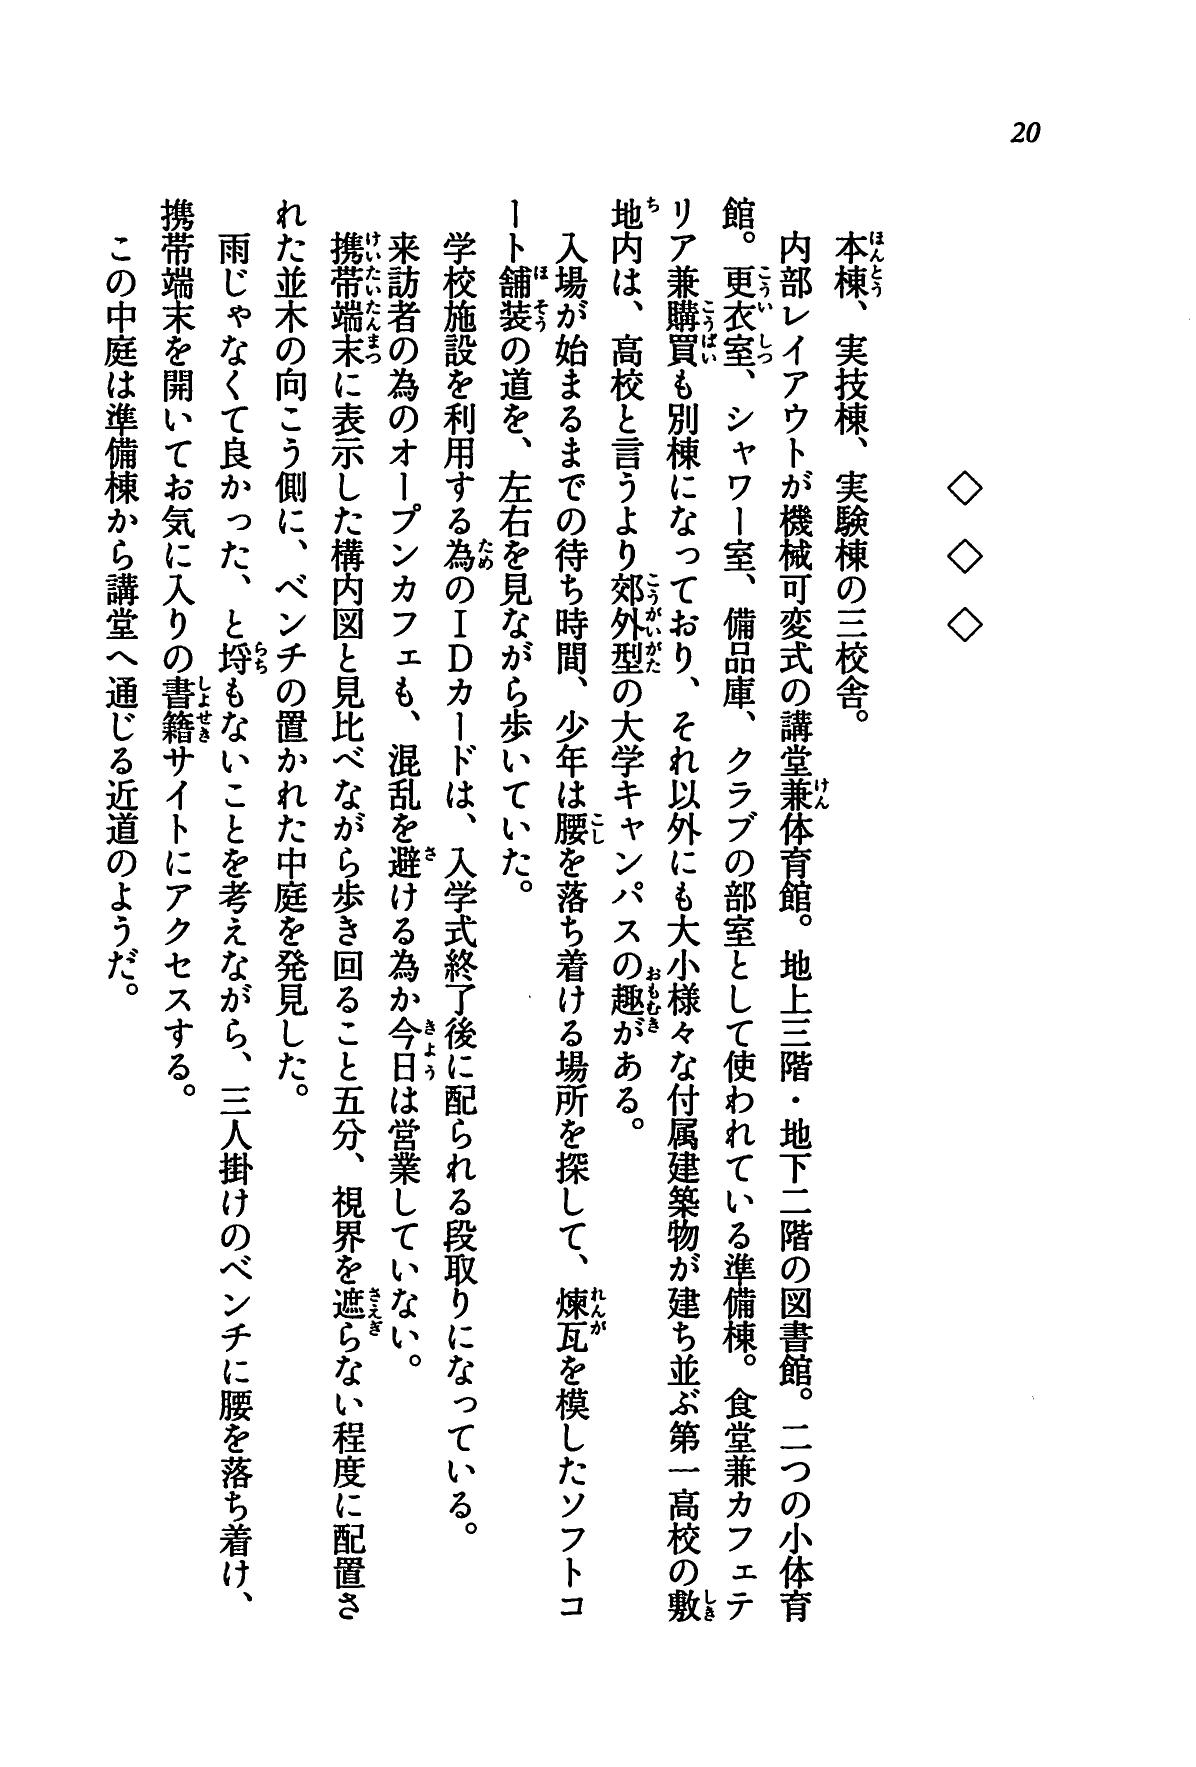 20
◇ ◇ ◇
本棟、実技棟、実験棟の三校舎。
内部レイアウトが機械可変式の講堂兼体育館。地上三階・地下二階の図書館。二つの小体育
館。更衣室、シャワー室、備品庫、クラブの部室として使われている準備棟。食堂兼カフェテ
リア兼購買も別棟になっており、それ以外にも大小様々な付属建築物が建ち並ぶ第一高校の敷
地内は、高校と言うより郊外型の大学キャンパスの趣がある。
入場が始まるまでの待ち時間、少年は腰を落ち着ける場所を探して、煉瓦を模したソフトコ
ート舗装の道を、左右を見ながら歩いていた。
学校施設を利用する為のＩＤカードは、入学式終了後に配られる段取りになっている。
来訪者の為のオープンカフェも、混乱を避ける為か今日は営業していない。
携帯端末に表示した構内図と見比べながら歩き回ること五分、視界を遮らない程度に配置さ
れた並木の向こう側に、ベンチの置かれた中庭を発見した。
雨じゃなくて良かった、と埒もないことを考えながら、三人掛けのベンチに腰を落ち着け、
携帯端末を開いてお気に入りの書籍サイトにアクセスする。
この中庭は準備棟から講堂へ通じる近道のようだ。